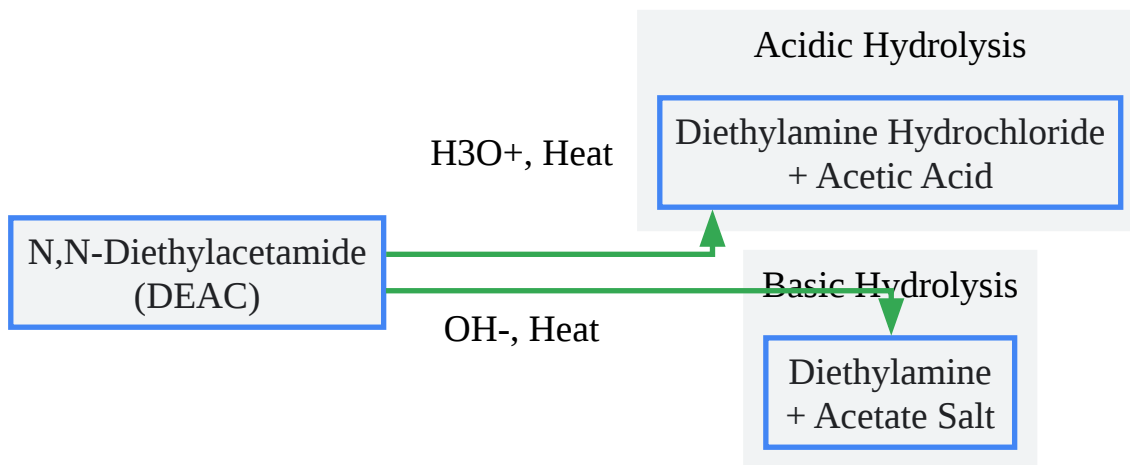 Acidic Hydrolysis
Diethylamine Hydrochloride
+ Acetic Acid
H3O+, Heat
N,N-Diethylacetamide
(DEAC)
OH-, Heat
Basic Hydrolysis
Diethylamine
+ Acetate Salt